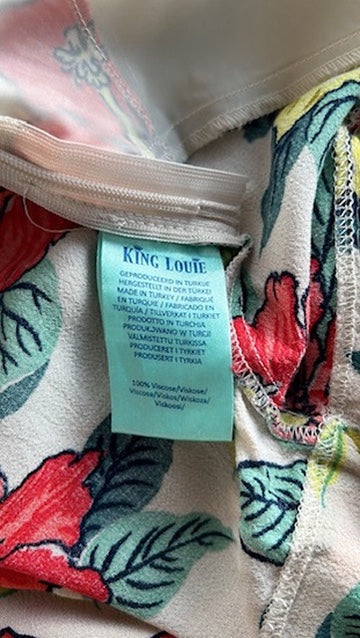 KING LOUIE
GEPRODUCEERD IN TURKIJE
HERGESTELLT IN DER TÜRKEI
MADE IN TURKEY / FABRIQUÉ
EN TURQUIE / FABRICADO EN
TURQUÍA / TILLVERKAT I TURKIET
PRODOTTO IN TURCHIA
PRODUKOWANO W TURCJI
VALMISTETTU TURKISSA
PRODUCERET I TYRKIET
PRODUSERT I TYRKIA
100% Viscose/Viskose/
Viscosa/Viskos/Wiskoza/
Viskoosi/